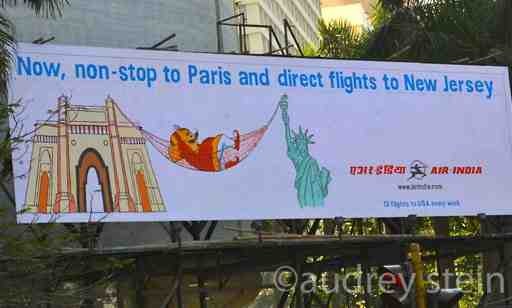 Now, non-stop to Paris and direct flights to New Jersey
एअर-इंडिया AIR-INDIA
www.airindia.com
13 flights to USA every week
©audrey stein